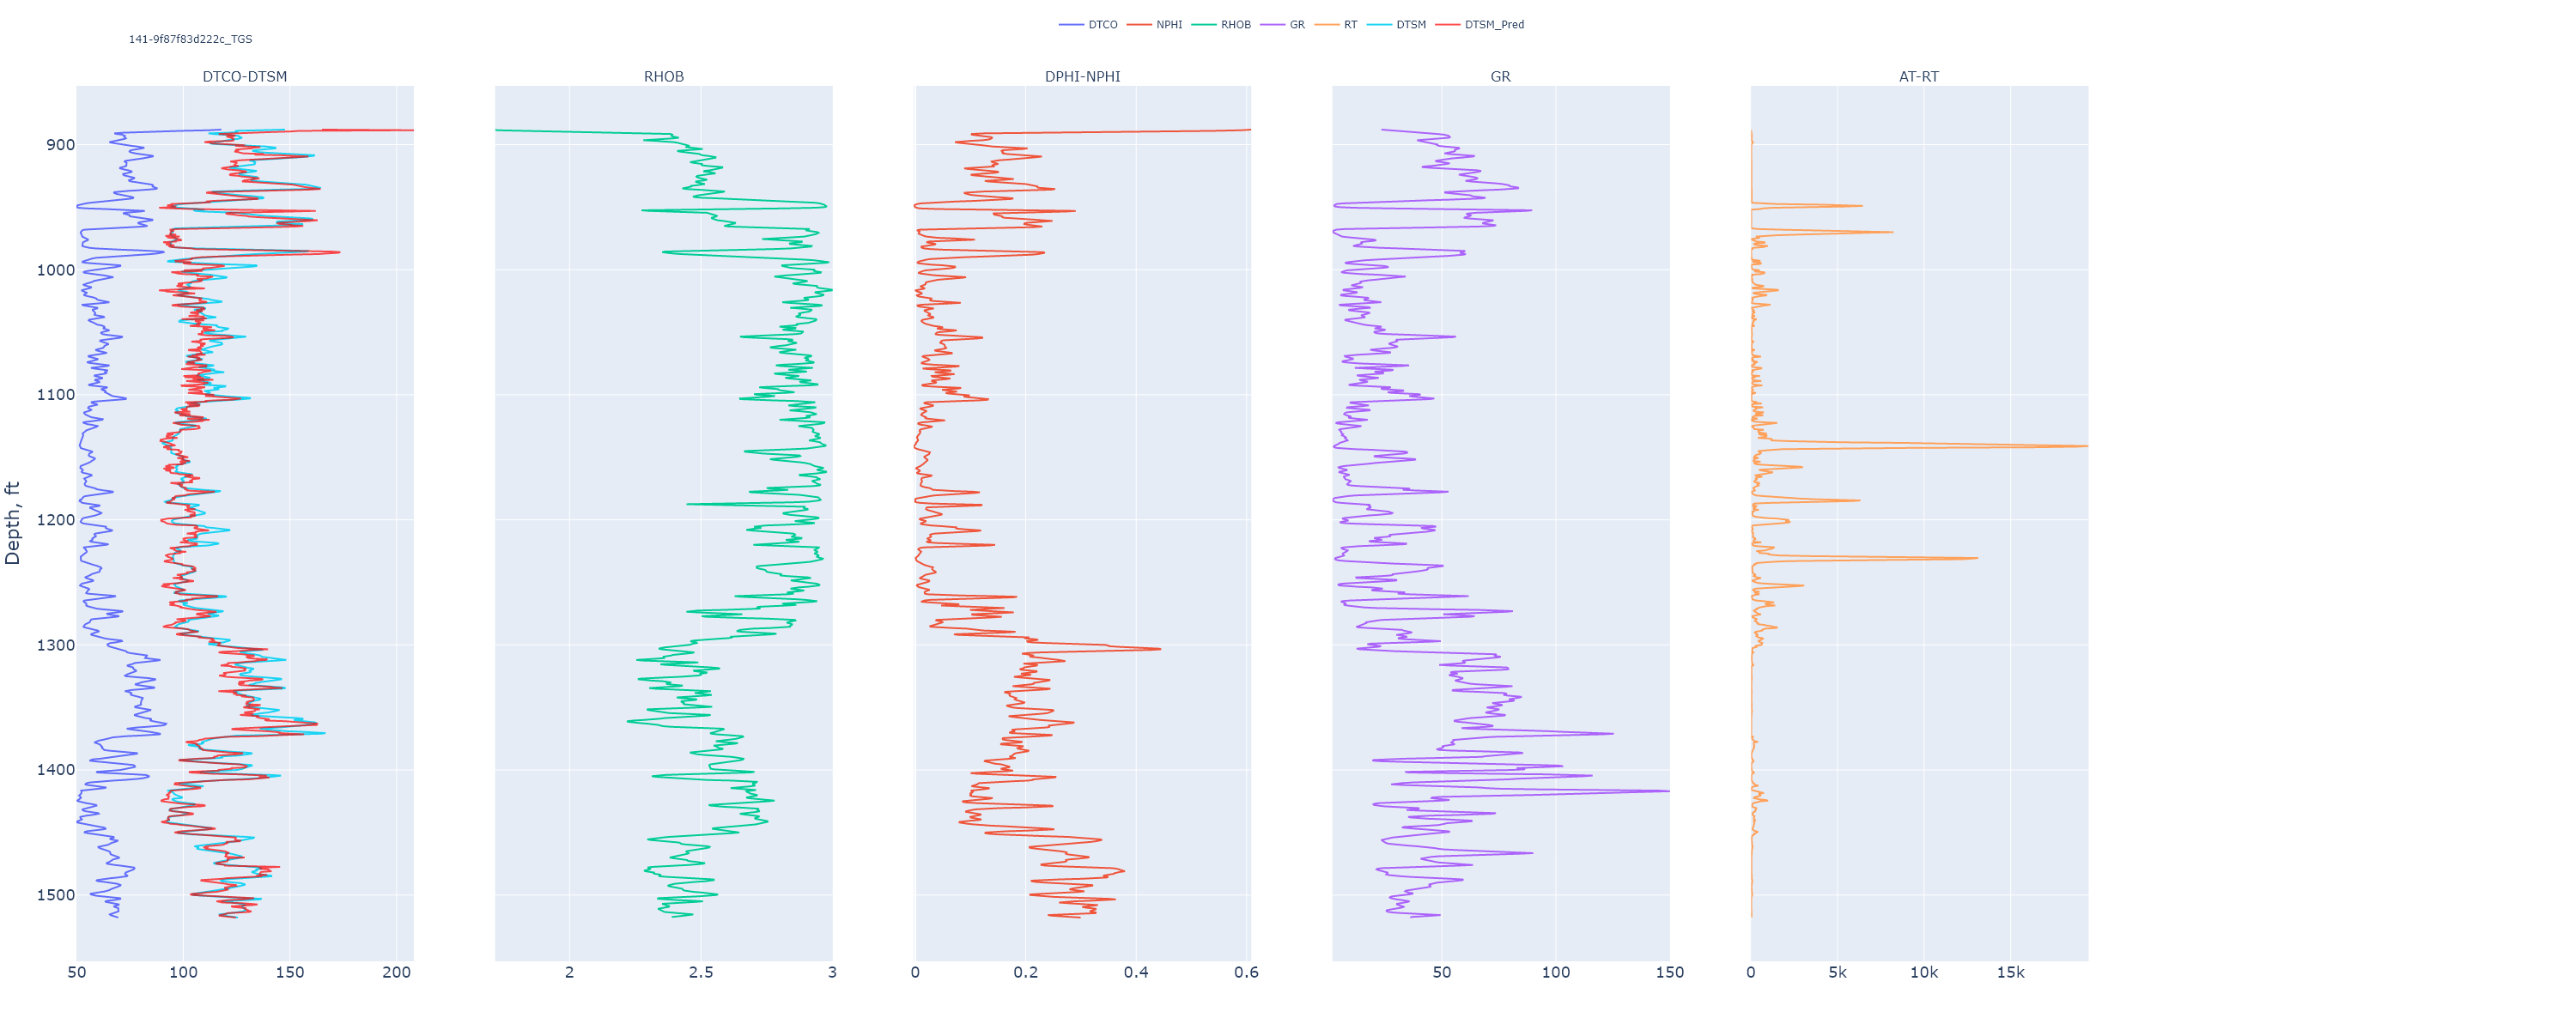 DTCO NPHI RHOB GR RT DTSM DTSM_Pred
141-9f87f83d222c_TGS
DTCO-DTSM RHOB DPHI-NPHI GR AT-RT
900
1000
1100
1200
1300
1400
1500
Depth, ft
50 100 150 200 2 2.5 3 0 0.2 0.4 0.6 50 100 150 0 5k 10k 15k